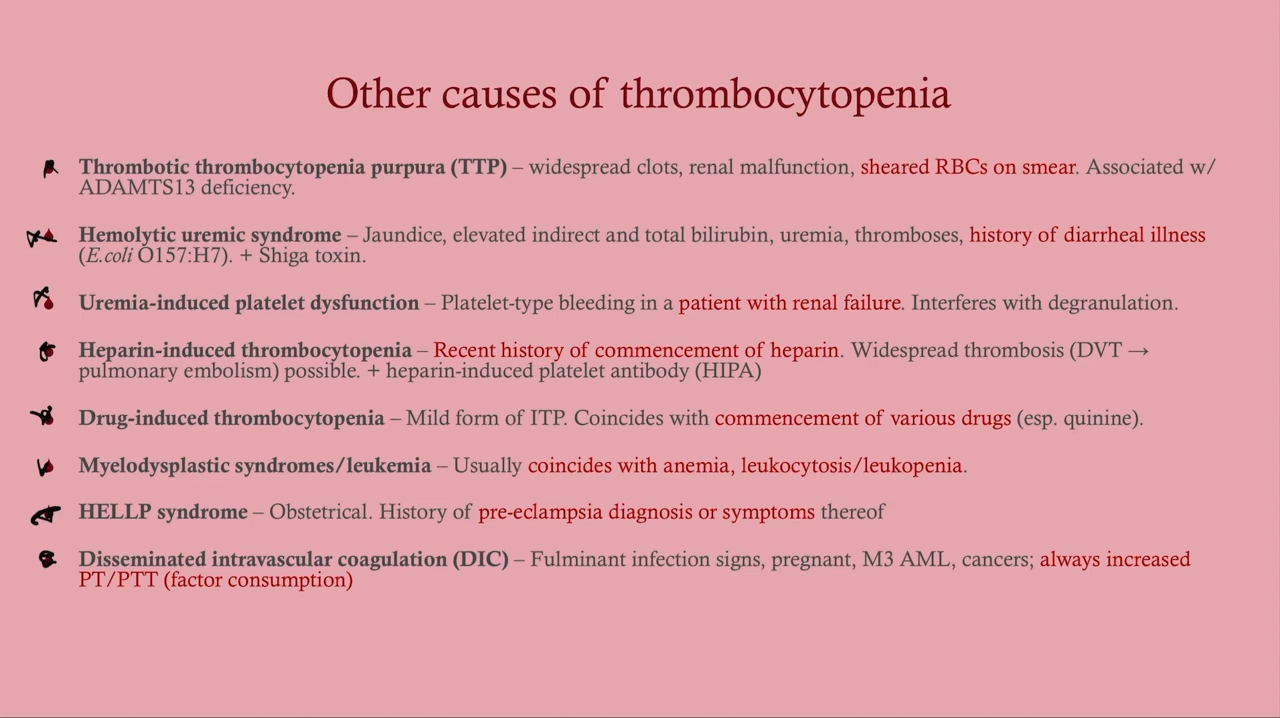 Other causes of thrombocytopenia
Thrombotic thrombocytopenia purpura (TTP) – widespread clots, renal malfunction, sheared RBCs on smear. Associated w/
ADAMTS13 deficiency.
Hemolytic uremic syndrome – Jaundice, elevated indirect and total bilirubin, uremia, thromboses, history of diarrheal illness
(E.coli O157:H7). + Shiga toxin.
Uremia-induced platelet dysfunction – Platelet-type bleeding in a patient with renal failure. Interferes with degranulation.
Heparin-induced thrombocytopenia – Recent history of commencement of heparin. Widespread thrombosis (DVT →
pulmonary embolism) possible. + heparin-induced platelet antibody (HIPA)
Drug-induced thrombocytopenia – Mild form of ITP. Coincides with commencement of various drugs (esp. quinine).
Myelodysplastic syndromes/leukemia – Usually coincides with anemia, leukocytosis/leukopenia.
HELLP syndrome – Obstetrical. History of pre-eclampsia diagnosis or symptoms thereof
Disseminated intravascular coagulation (DIC) – Fulminant infection signs, pregnant, M3 AML, cancers; always increased
PT/PTT (factor consumption)